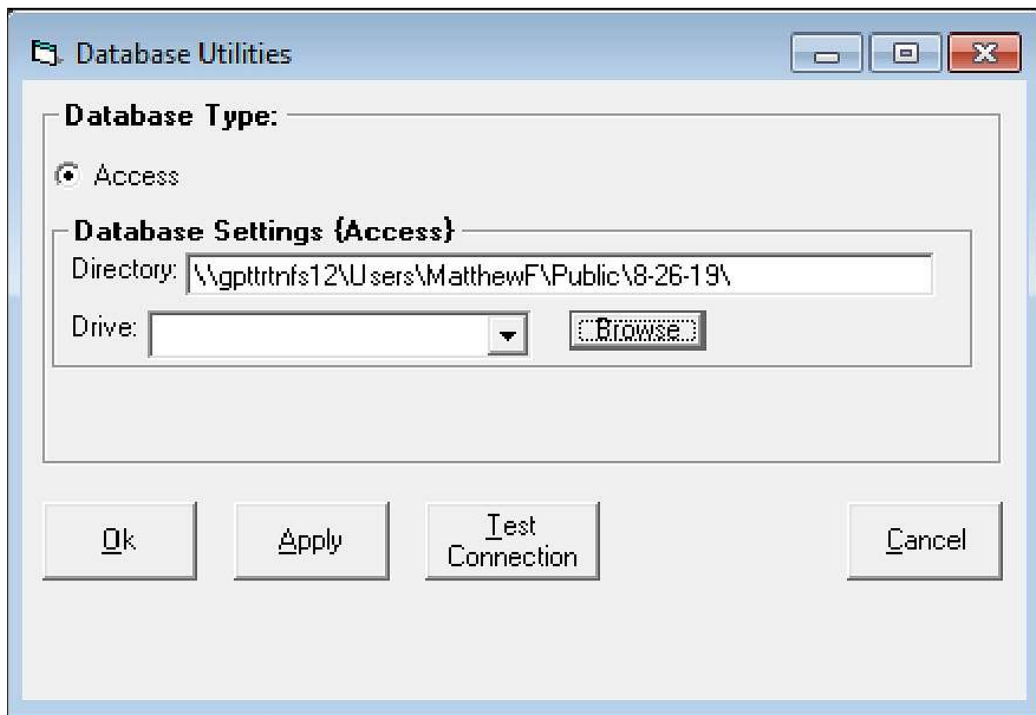 Database Utilities
Database Type:
Access
Database Settings {Access}
Directory: \\gpttrtnfs12\Users\MatthewF\Public\8-26-19\
Drive:
Browse
Ok
Apply
Test
Connection
Cancel